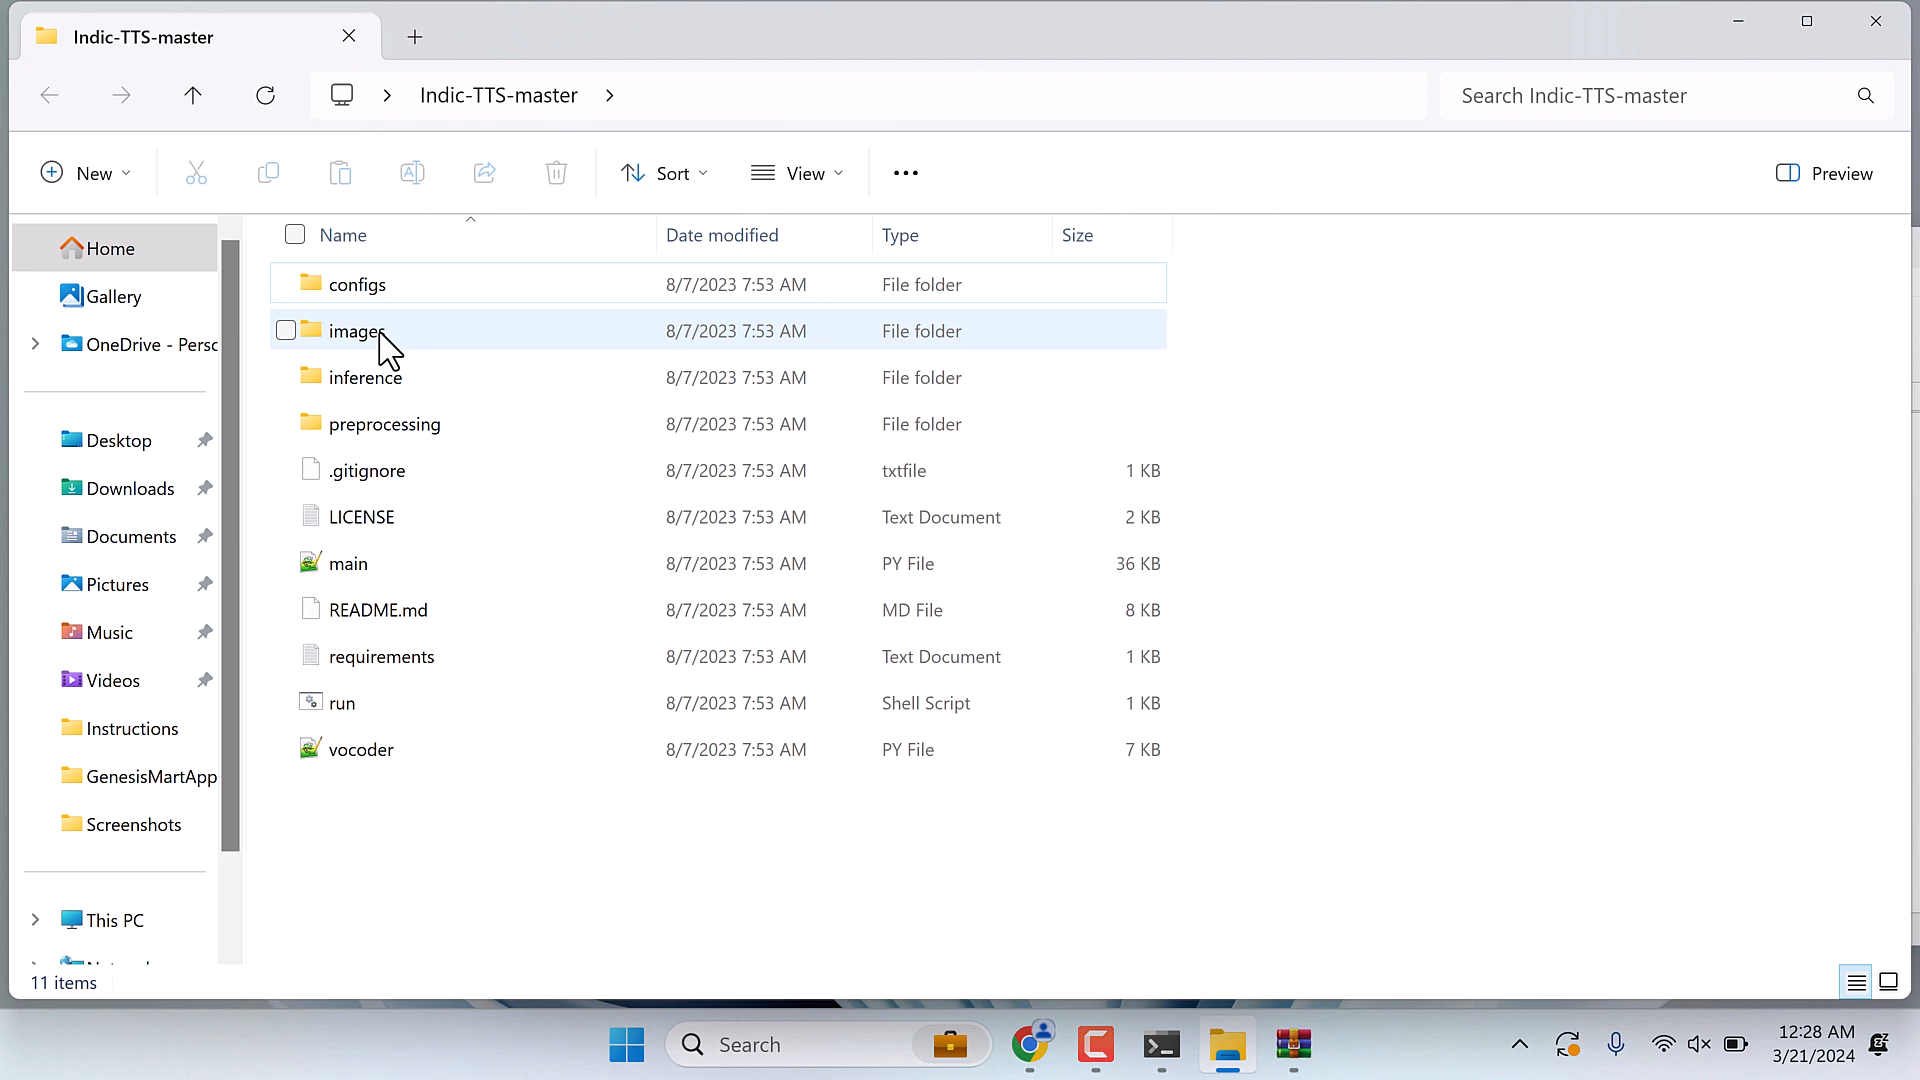 Indic-TTS-master
Indic-TTS-master
Search Indic-TTS-master
New
Sort
View
Preview
Name Date modified Type Size
Home
Gallery
OneDrive - Persc
Desktop
Downloads
Documents
Pictures
Music
Videos
Instructions
GenesisMartApp
Screenshots
This PC
configs 8/7/2023 7:53 AM File folder
images 8/7/2023 7:53 AM File folder
inference 8/7/2023 7:53 AM File folder
preprocessing 8/7/2023 7:53 AM File folder
.gitignore 8/7/2023 7:53 AM txtfile 1 KB
LICENSE 8/7/2023 7:53 AM Text Document 2 KB
main 8/7/2023 7:53 AM PY File 36 KB
README.md 8/7/2023 7:53 AM MD File 8 KB
requirements 8/7/2023 7:53 AM Text Document 1 KB
run 8/7/2023 7:53 AM Shell Script 1 KB
vocoder 8/7/2023 7:53 AM PY File 7 KB
11 items
Search
12:28 AM
3/21/2024